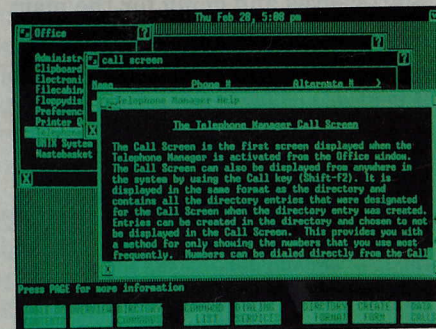 Thu Feb 20, 5:08 pm
Office
?
?
Administr
Clipboard
Electroni
Filecabin
Floppydis
Preferenc
Printer Q
Telephone
UNIX System
Wastebasket
X
call screen
Name Phone # Alternate # >
X
Telephone Manager Help
The Telephone Manager Call Screen
The Call Screen is the first screen displayed when the
Telephone Manager is activated from the Office window.
The Call Screen can also be displayed from anywhere in
the system by using the Call key (Shift-F2). It is
displayed in the same format as the directory and
contains all the directory entries that were designated
for the Call Screen when the directory entry was created.
Entries can be created in the directory and chosen to not
be displayed in the Call Screen. This provides you with
a method for only showing the numbers that you use most
frequently. Numbers can be dialed directly from the Call
X
Press PAGE for more information
OVERVIEW
COMMAND
LIST
DIALING
SERVICES
DIRECTORY
FORMAT
CREATE
FORM
DATA
CALLS